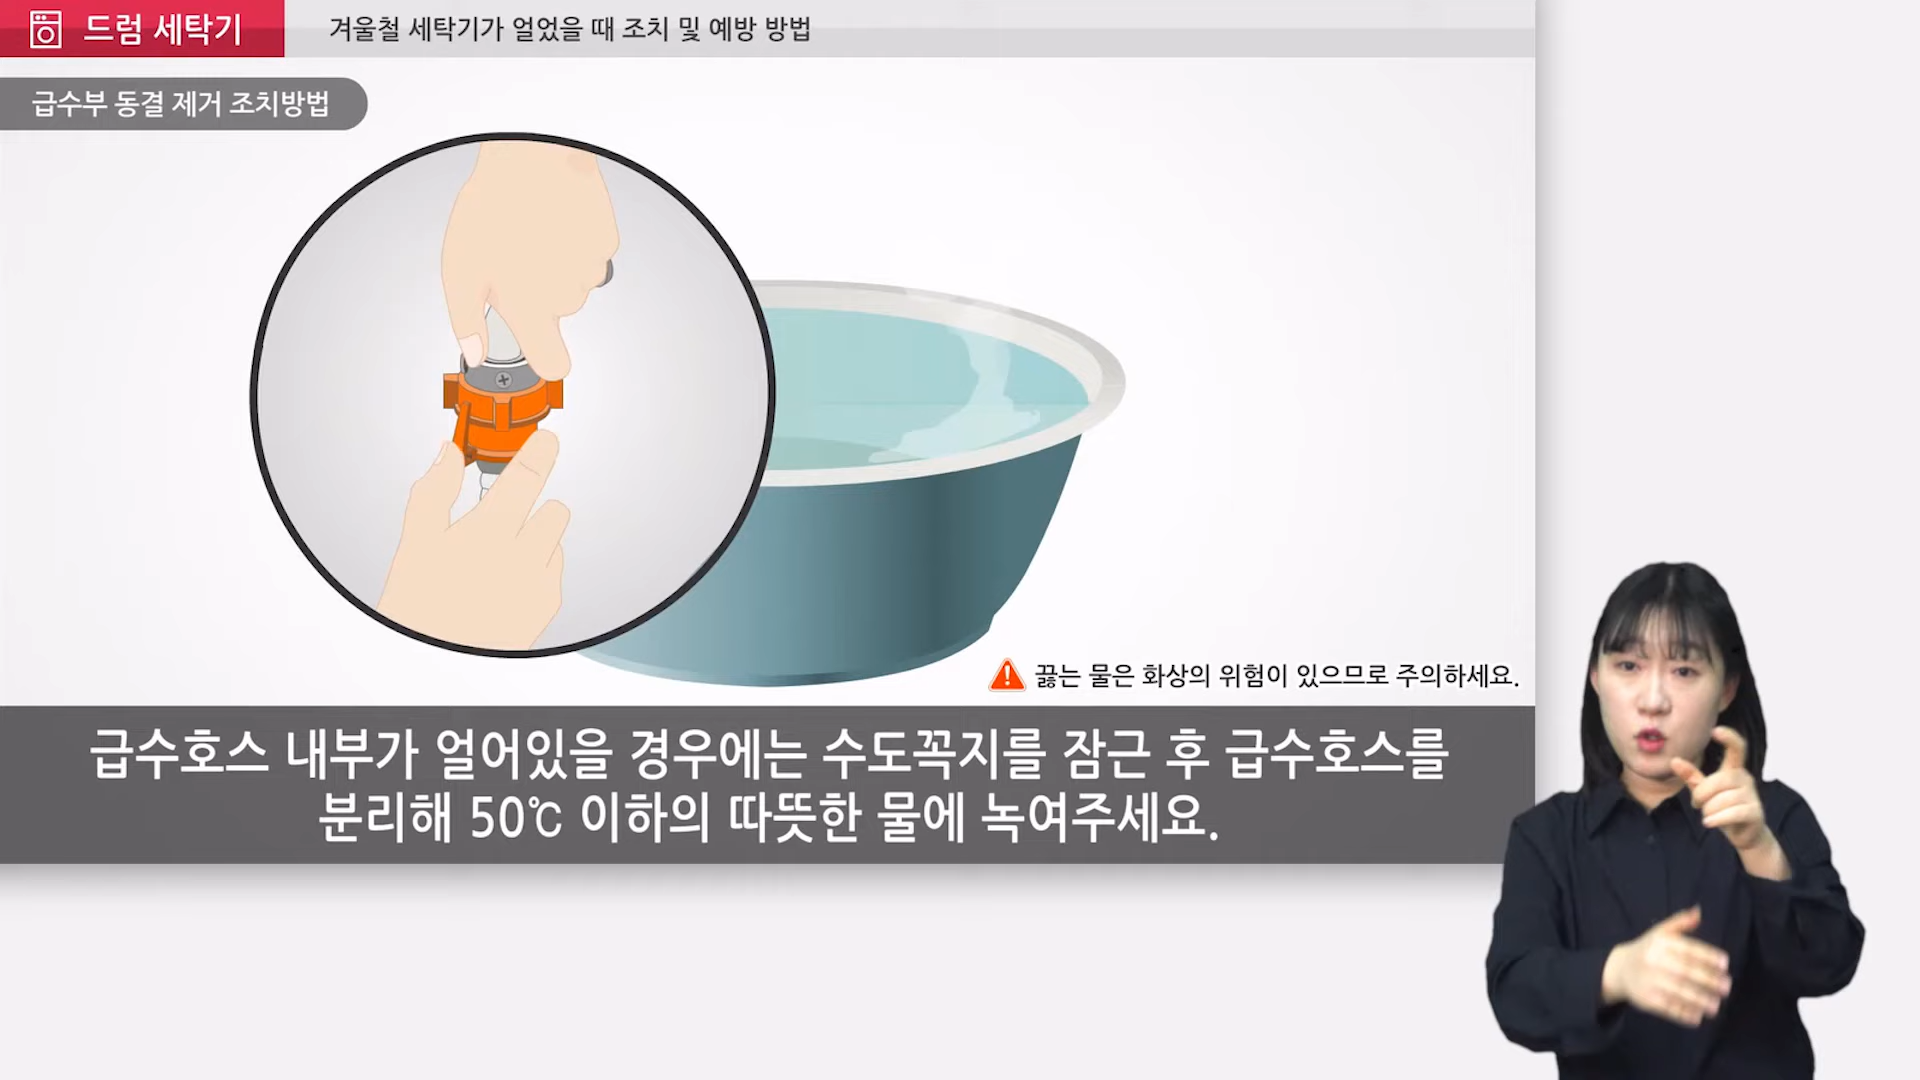 드럼 세탁기
겨울철 세탁기가 얼었을 때 조치 및 예방 방법
급수부 동결 제거 조치방법
끓는 물은 화상의 위험이 있으므로 주의하세요.
급수호스 내부가 얼어있을 경우에는 수도꼭지를 잠근 후 급수호스를
분리해 50℃ 이하의 따뜻한 물에 녹여주세요.